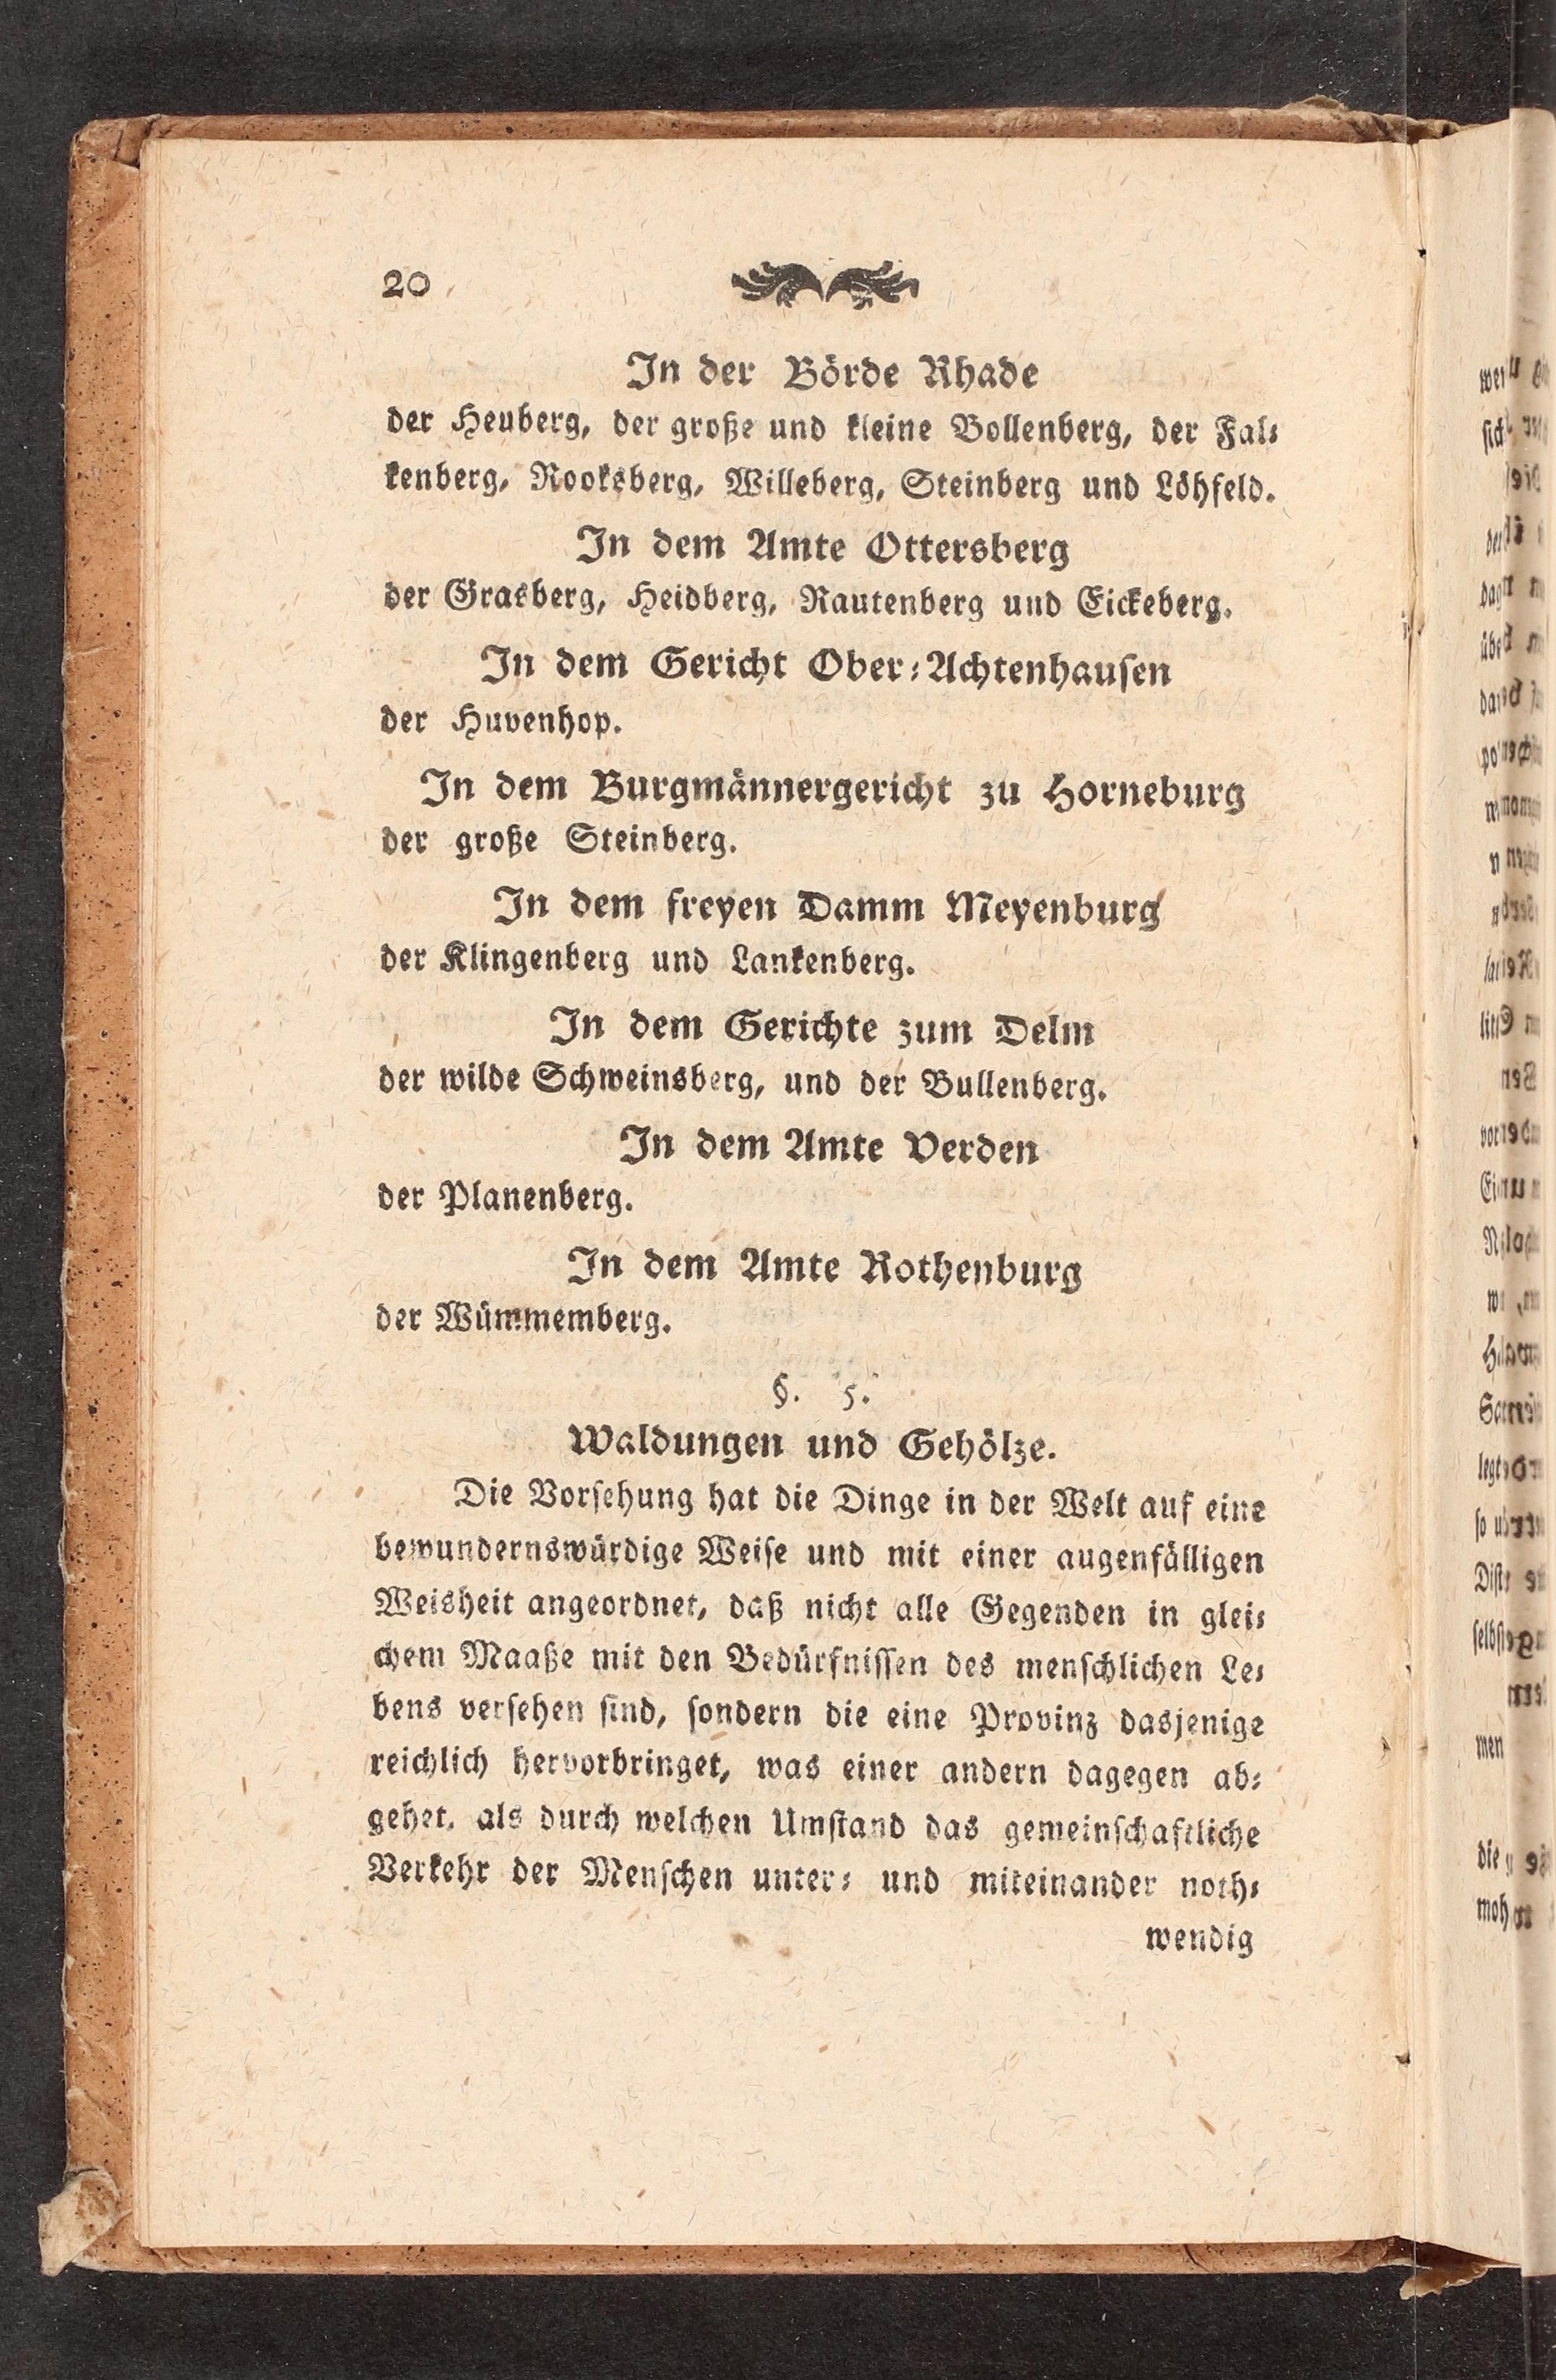 20
In der Börde Rhade
der Heuberg, der große und kleine Bollenberg, der Fal⸗
kenberg, Rooksberg, Willeberg, Steinberg und Löhfeld.
In dem Amte Ottersberg
der Grasberg, Heidberg, Rautenberg und Eickeberg.
In dem Gericht Ober⸗Achtenhausen
der Huvenhop.
In dem Burgmännergericht zu Horneburg
der große Steinberg.
In dem freyen Damm Meyenburg
der Klingenberg und Lankenberg.
In dem Gerichte zum Delm
der wilde Schweinsberg, und der Bullenberg.
In dem Amte Verden
der Planenberg.
In dem Amte Rothenburg
der Wümmemberg.
§. 5.
Waldungen und Gehölze.
Die Vorsehung hat die Dinge in der Welt auf eine
bewundernswürdige Weise und mit einer augenfälligen
Weisheit angeordnet, daß nicht alle Gegenden in glei⸗
chem Maaße mit den Bedürfnissen des menschlichen Le⸗
bens versehen sind, sondern die eine Provinz dasjenige
reichlich hervorbringet, was einer andern dagegen ab⸗
gehet, als durch welchen Umstand das gemeinschaftliche
Verkehr der Menschen unter⸗ und miteinander noth⸗
wendig